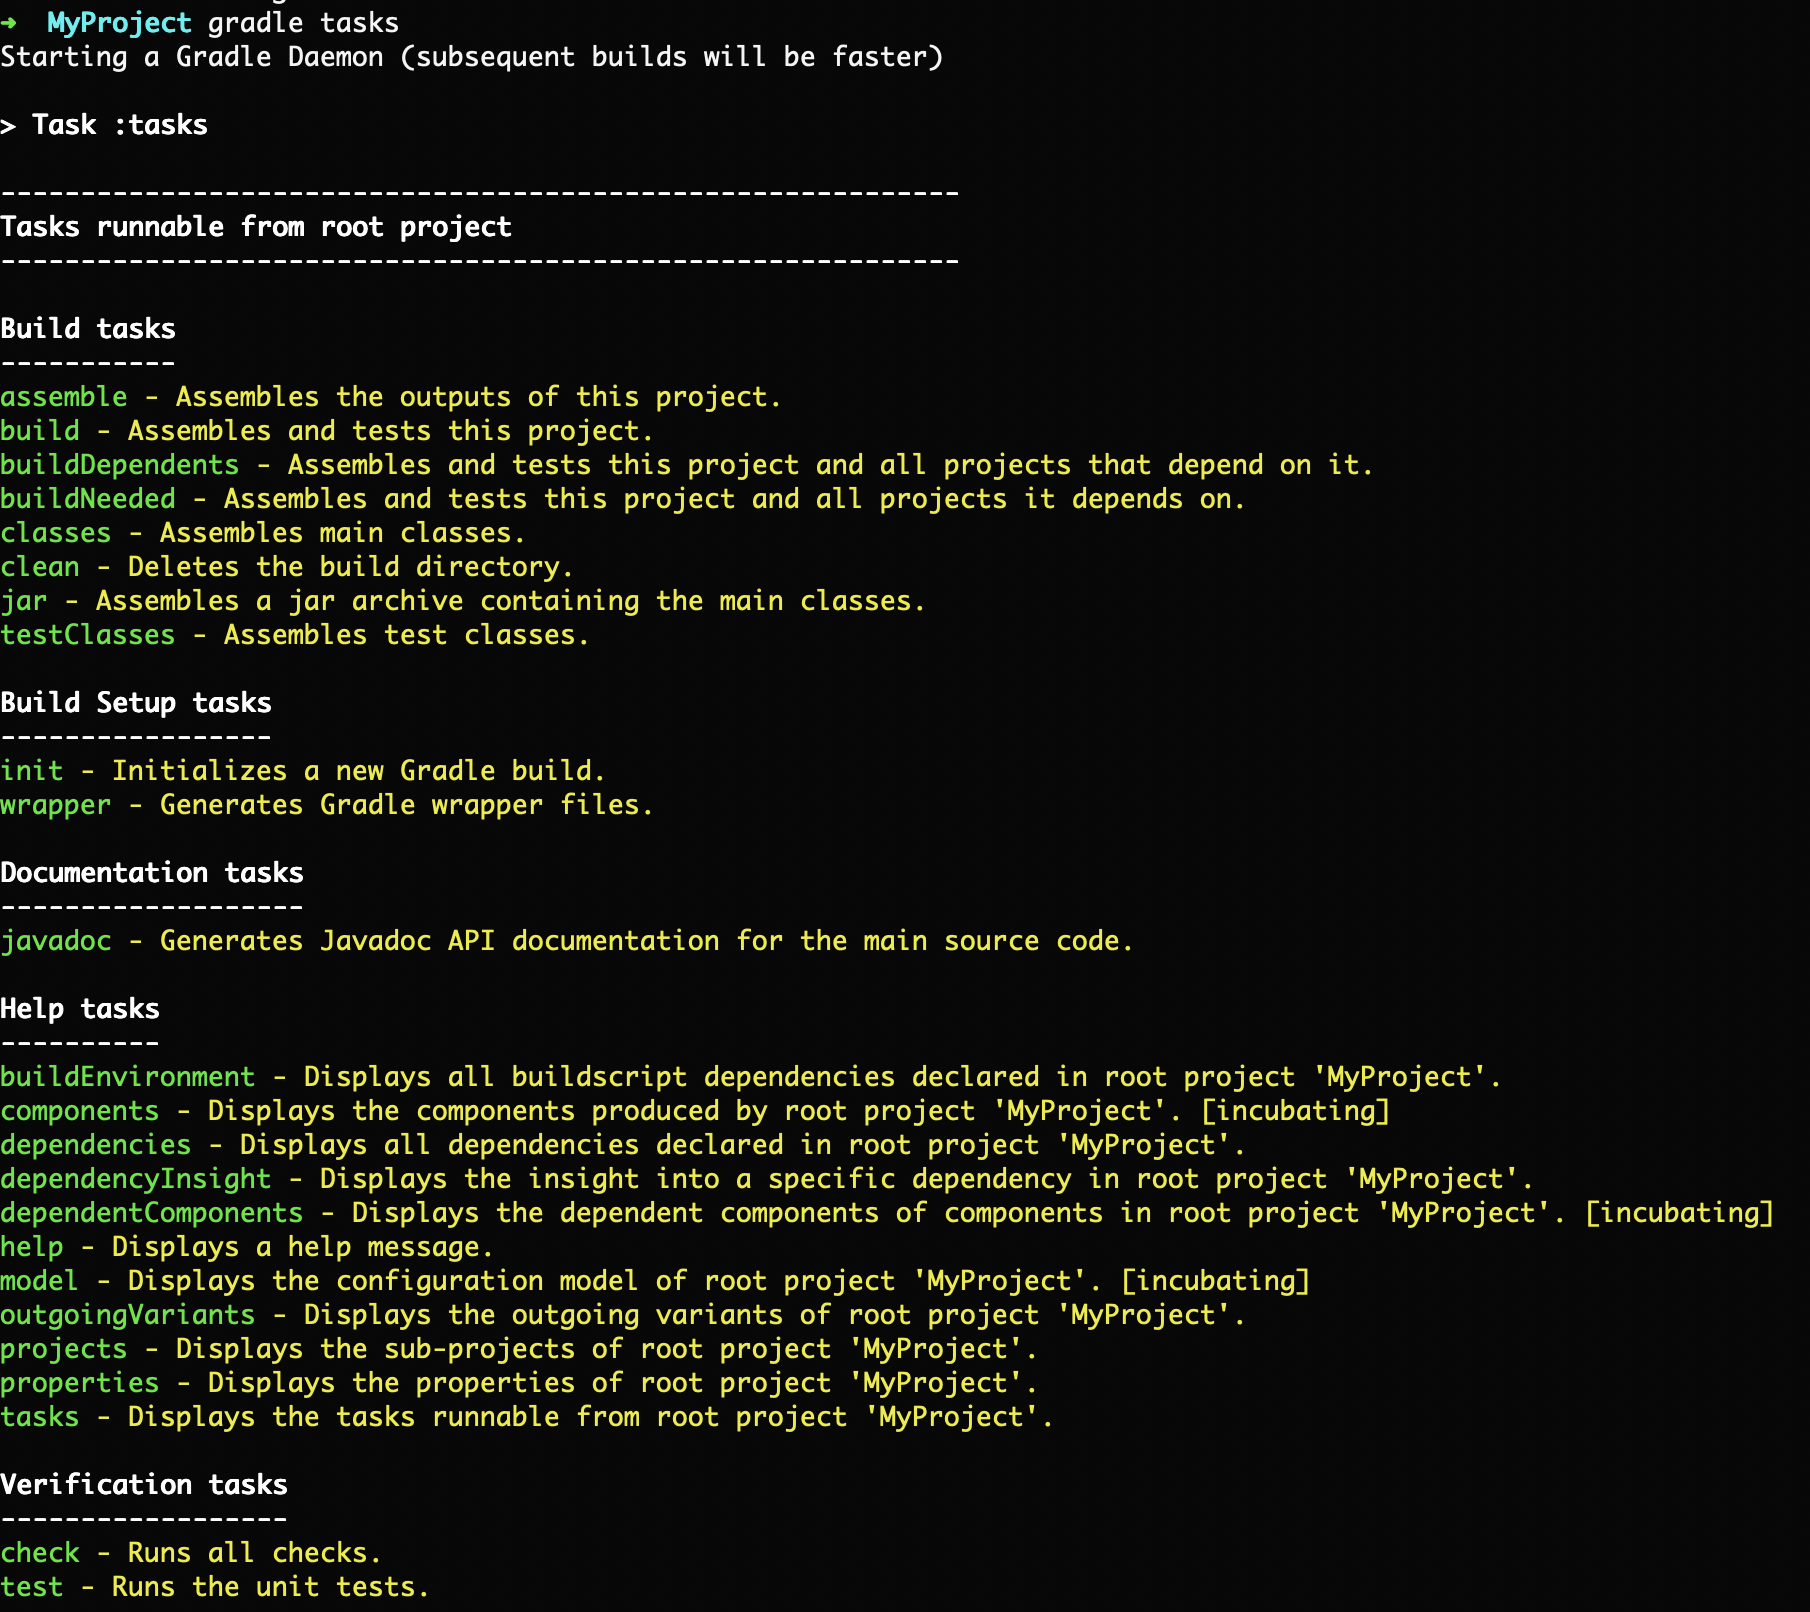 ➜  MyProject gradle tasks
Starting a Gradle Daemon (subsequent builds will be faster)

> Task :tasks

------------------------------------------------------------
Tasks runnable from root project
------------------------------------------------------------

Build tasks
-----------
assemble - Assembles the outputs of this project.
build - Assembles and tests this project.
buildDependents - Assembles and tests this project and all projects that depend on it.
buildNeeded - Assembles and tests this project and all projects it depends on.
classes - Assembles main classes.
clean - Deletes the build directory.
jar - Assembles a jar archive containing the main classes.
testClasses - Assembles test classes.

Build Setup tasks
-----------------
init - Initializes a new Gradle build.
wrapper - Generates Gradle wrapper files.

Documentation tasks
-------------------
javadoc - Generates Javadoc API documentation for the main source code.

Help tasks
----------
buildEnvironment - Displays all buildscript dependencies declared in root project 'MyProject'.
components - Displays the components produced by root project 'MyProject'. [incubating]
dependencies - Displays all dependencies declared in root project 'MyProject'.
dependencyInsight - Displays the insight into a specific dependency in root project 'MyProject'.
dependentComponents - Displays the dependent components of components in root project 'MyProject'. [incubating]
help - Displays a help message.
model - Displays the configuration model of root project 'MyProject'. [incubating]
outgoingVariants - Displays the outgoing variants of root project 'MyProject'.
projects - Displays the sub-projects of root project 'MyProject'.
properties - Displays the properties of root project 'MyProject'.
tasks - Displays the tasks runnable from root project 'MyProject'.

Verification tasks
------------------
check - Runs all checks.
test - Runs the unit tests.